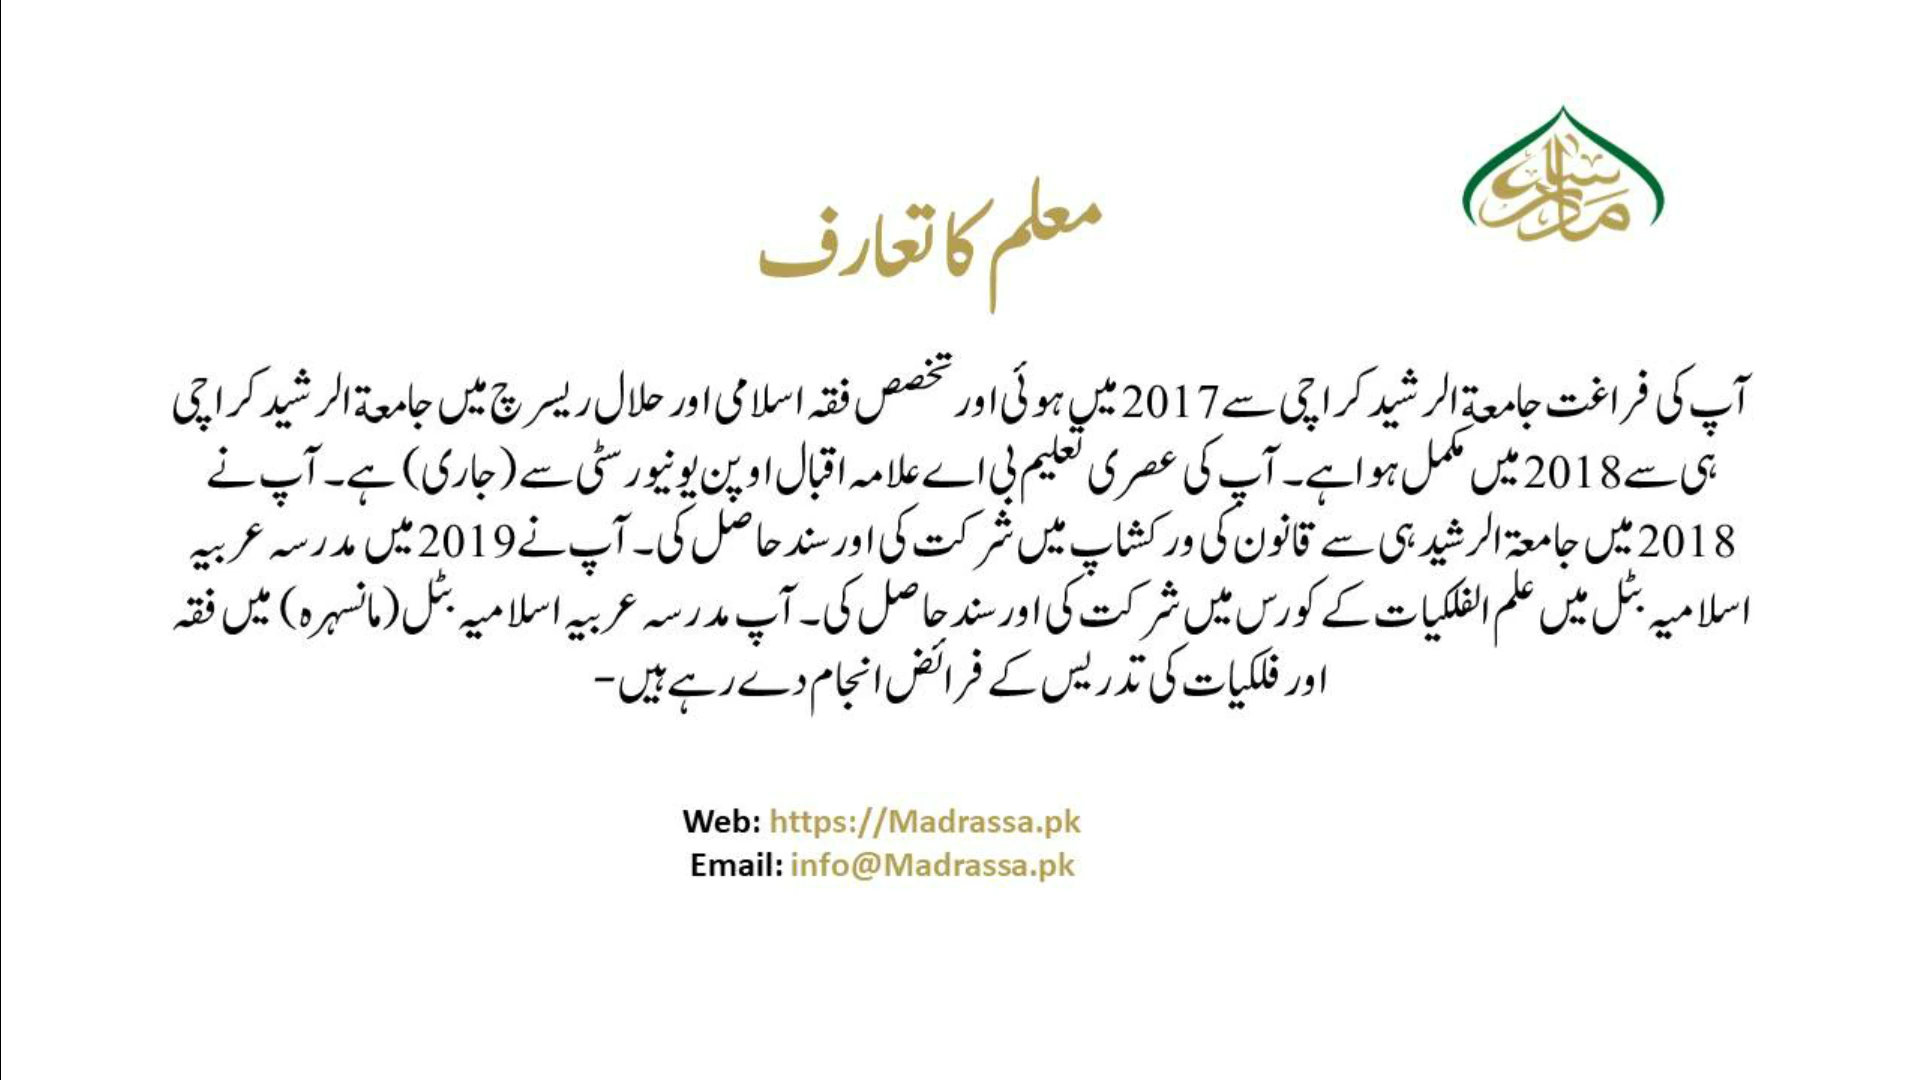 مدارس
معلم کا تعارف
آپ کی فراغت جامعۃ الرشید کراچی سے 2017 میں ہوئی اور تخصص فقہ اسلامی اور حلال ریسرچ میں جامعۃ الرشید کراچی
ہی سے 2018 میں مکمل ہوا ہے۔ آپ کی عصری تعلیم بی اے علامہ اقبال اوپن یونیورسٹی سے (جاری) ہے۔ آپ نے
2018 میں جامعۃ الرشید ہی سے قانون کی ورکشاپ میں شرکت کی اور سند حاصل کی۔ آپ نے 2019 میں مدرسہ عربیہ
اسلامیہ بٹل میں علم الفلکیات کے کورس میں شرکت کی اور سند حاصل کی۔ آپ مدرسہ عربیہ اسلامیہ بٹل (مانسہرہ) میں فقہ
اور فلکیات کی تدریس کے فرائض انجام دے رہے ہیں-
Web: https://Madrassa.pk
Email: info@Madrassa.pk